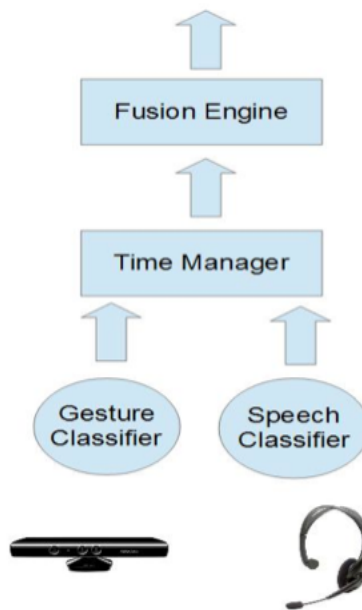 Fusion Engine
Time Manager
Gesture
Classifier
Speech
Classifier